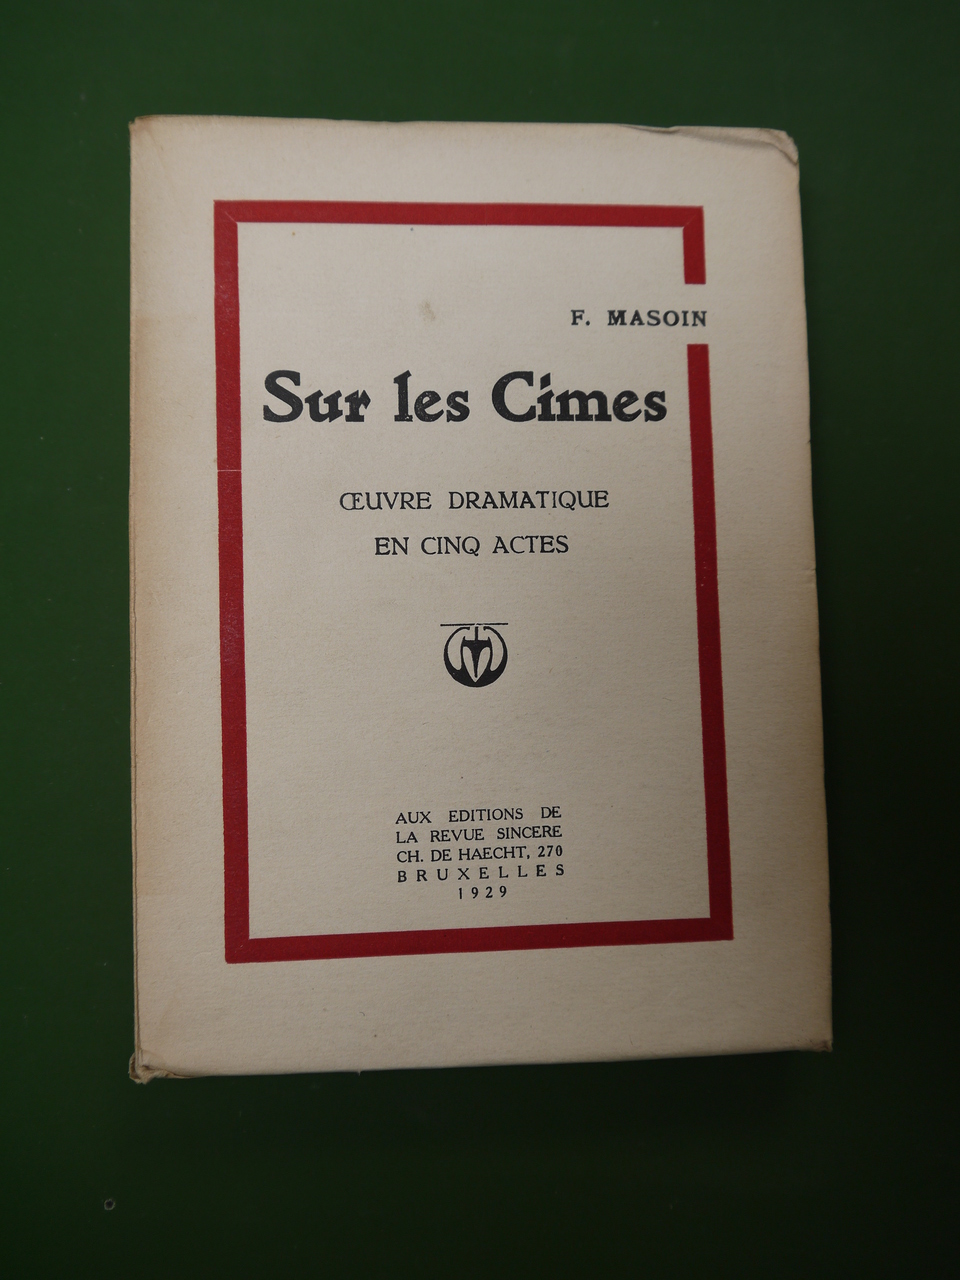 F. MASOIN
Sur les Cimes
ŒUVRE DRAMATIQUE
EN CINQ ACTES
AUX EDITIONS DE
LA REVUE SINCERE
CH. DE HAECHT, 270
BRUXELLES
1929